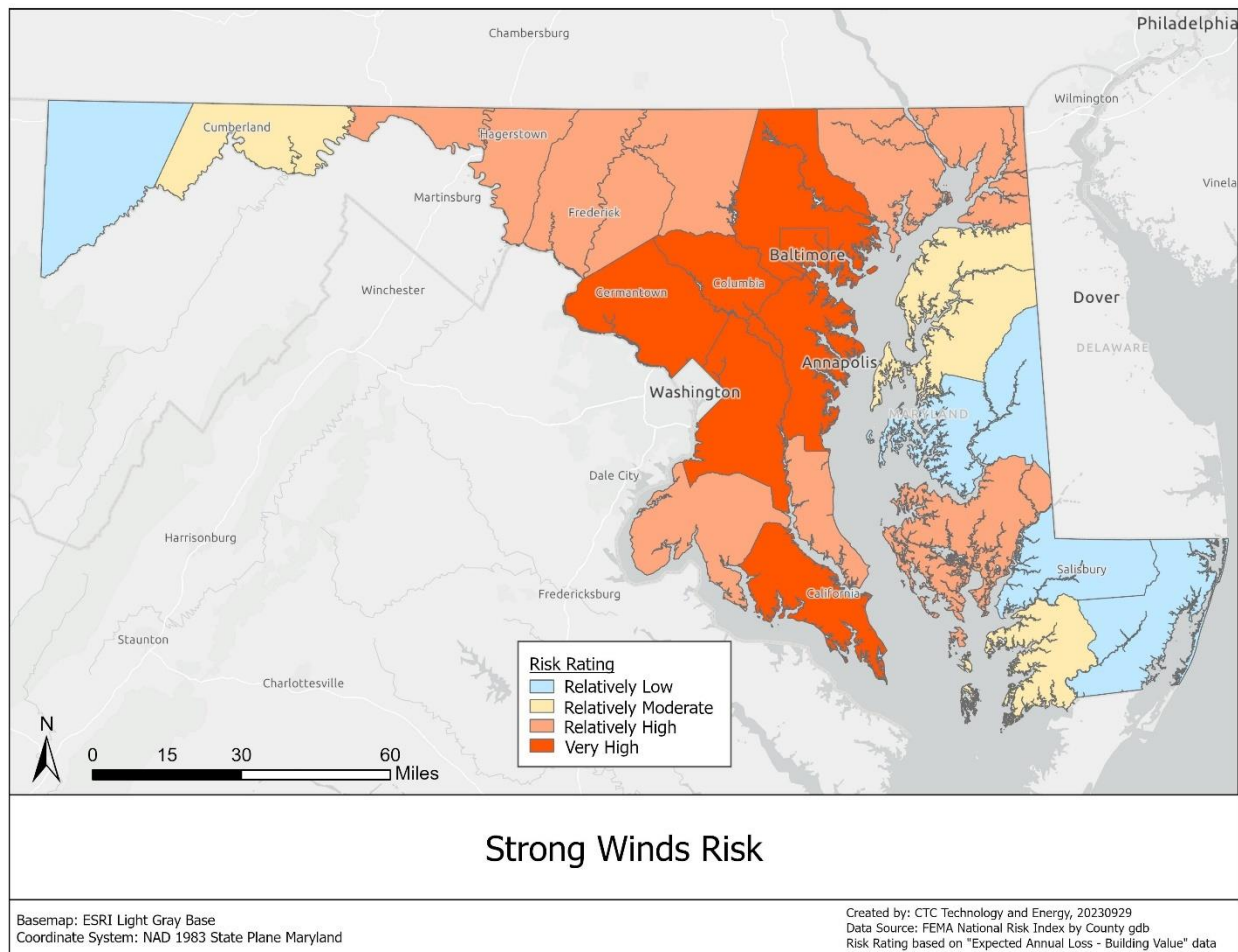 Philadelphia
Chambersburg
Wilmington
Cumberland
Hagerstown
Vinela
Martinsburg
Frederick
Baltimore
Columbia
Winchester
Germantown
Dover
DELAWARE
Annapolis
Washington
MARYLAND
Dale City
Harrisonburg
Salisbury
Fredericksburg
California
Staunton
Charlottesville
Risk Rating
Relatively Low
Relatively Moderate
Relatively High
Very High
N
0 15 30 60
Miles
Strong Winds Risk
Basemap: ESRI Light Gray Base
Coordinate System: NAD 1983 State Plane Maryland
Created by: CTC Technology and Energy, 20230929
Data Source: FEMA National Risk Index by County gdb
Risk Rating based on "Expected Annual Loss - Building Value" data